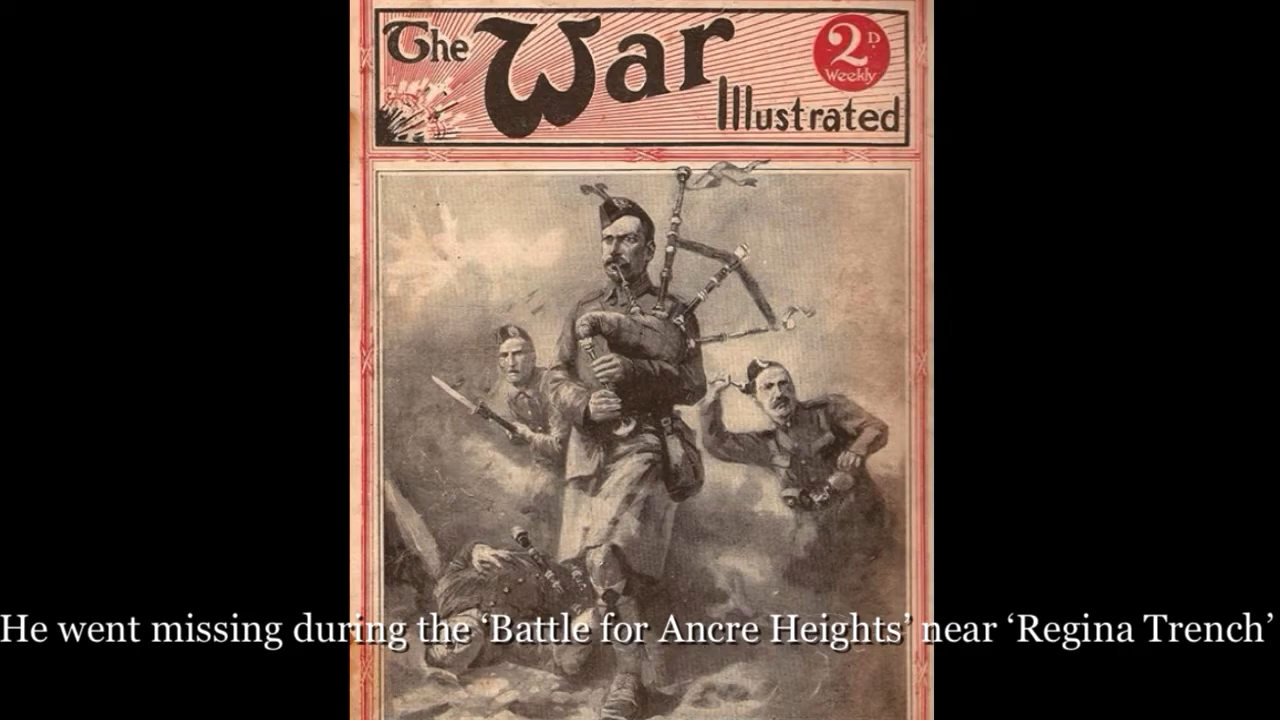 The War
Illustrated
2D
Weekly
He went missing during the ‘Battle for Ancre Heights’ near ‘Regina Trench’